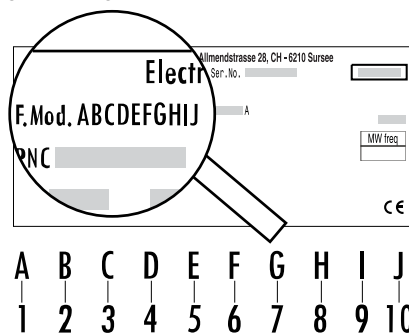 Allmendstrasse 28, CH - 6210 Sursee
Electr
Ser.No.
F.Mod. ABCDEFGHIJ
A
PNC
MW freq
CE
A B C D E F G H I J
1 2 3 4 5 6 7 8 9 10